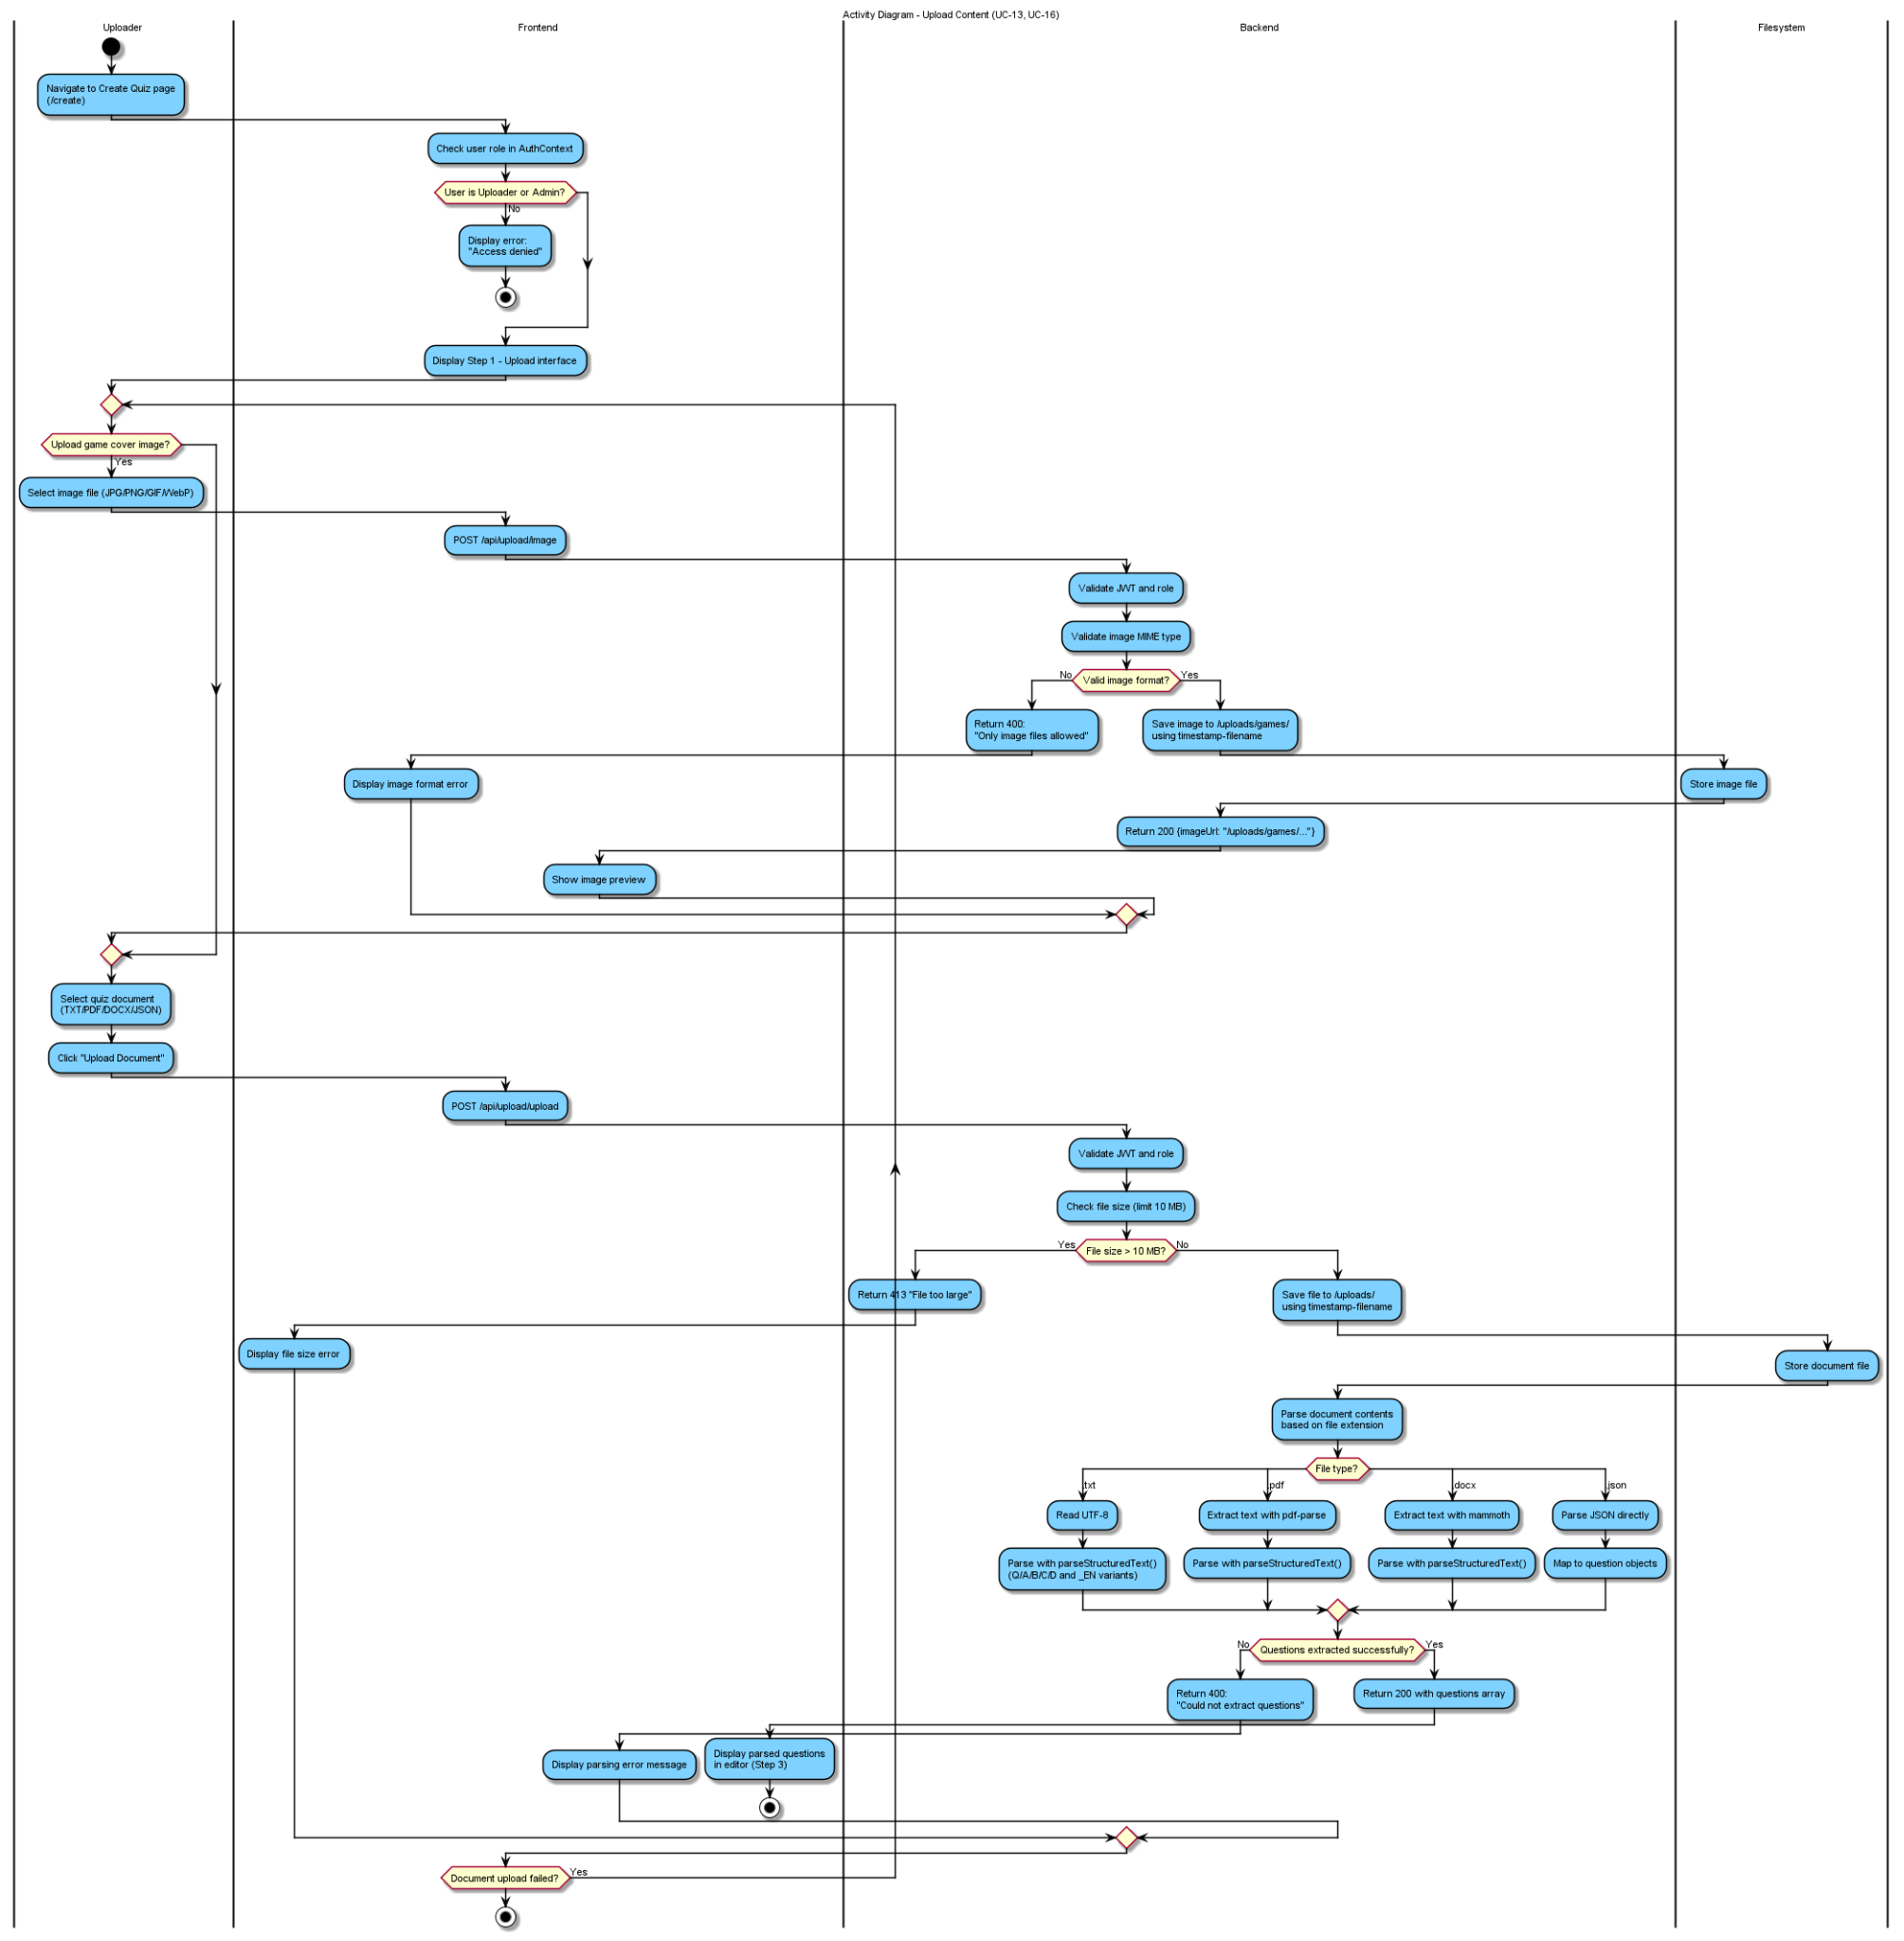 Activity Diagram - Upload Content (UC-13, UC-16)
Uploader
Frontend
Backend
Filesystem
Navigate to Create Quiz page
(/create)
Check user role in AuthContext
User is Uploader or Admin?
No
Display error:
"Access denied"
Display Step 1 - Upload interface
Upload game cover image?
Yes
Select image file (JPG/PNG/GIF/WebP)
POST /api/upload/image
Validate JWT and role
Validate image MIME type
No
Valid image format?
Yes
Return 400:
"Only image files allowed"
Save image to /uploads/games/
using timestamp-filename
Display image format error
Store image file
Return 200 {imageUrl: "/uploads/games/..."}
Show image preview
Select quiz document
(TXT/PDF/DOCX/JSON)
Click "Upload Document"
POST /api/upload/upload
Validate JWT and role
Check file size (limit 10 MB)
Yes
File size > 10 MB?
No
Return 413 "File too large"
Save file to /uploads/
using timestamp-filename
Display file size error
Store document file
Parse document contents
based on file extension
File type?
.txt
.pdf
.docx
.json
Read UTF-8
Extract text with pdf-parse
Extract text with mammoth
Parse JSON directly
Parse with parseStructuredText()
(Q/A/B/C/D and _EN variants)
Parse with parseStructuredText()
Parse with parseStructuredText()
Map to question objects
No
Questions extracted successfully?
Yes
Return 400:
"Could not extract questions"
Return 200 with questions array
Display parsing error message
Display parsed questions
in editor (Step 3)
Document upload failed?
Yes